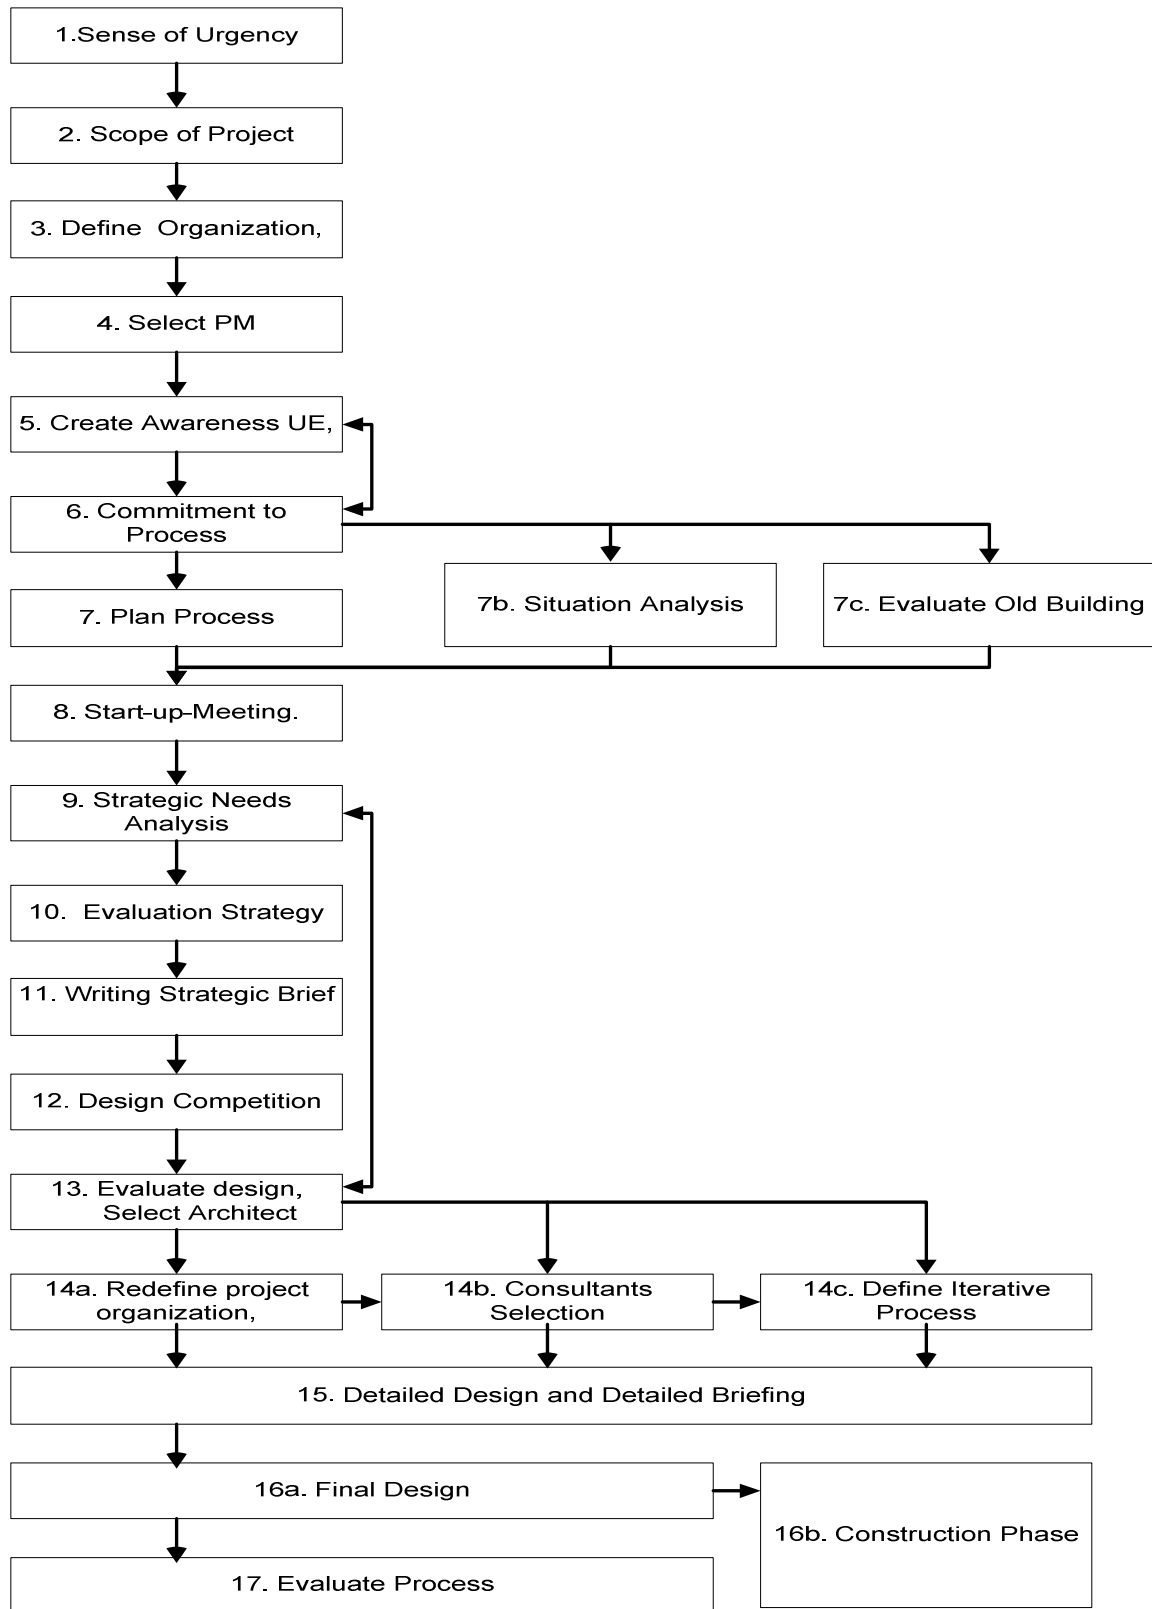 1.Sense of Urgency
2. Scope of Project
3. Define  Organization,
4. Select PM
5. Create Awareness UE,
6. Commitment to
Process
7. Plan Process
7b. Situation Analysis
7c. Evaluate Old Building
8. Start-up-Meeting.
9. Strategic Needs
Analysis
10.  Evaluation Strategy
11. Writing Strategic Brief
12. Design Competition
13. Evaluate design,
Select Architect
14a. Redefine project
organization,
14b. Consultants
Selection
14c. Define Iterative
Process
15. Detailed Design and Detailed Briefing
16a. Final Design
16b. Construction Phase
17. Evaluate Process